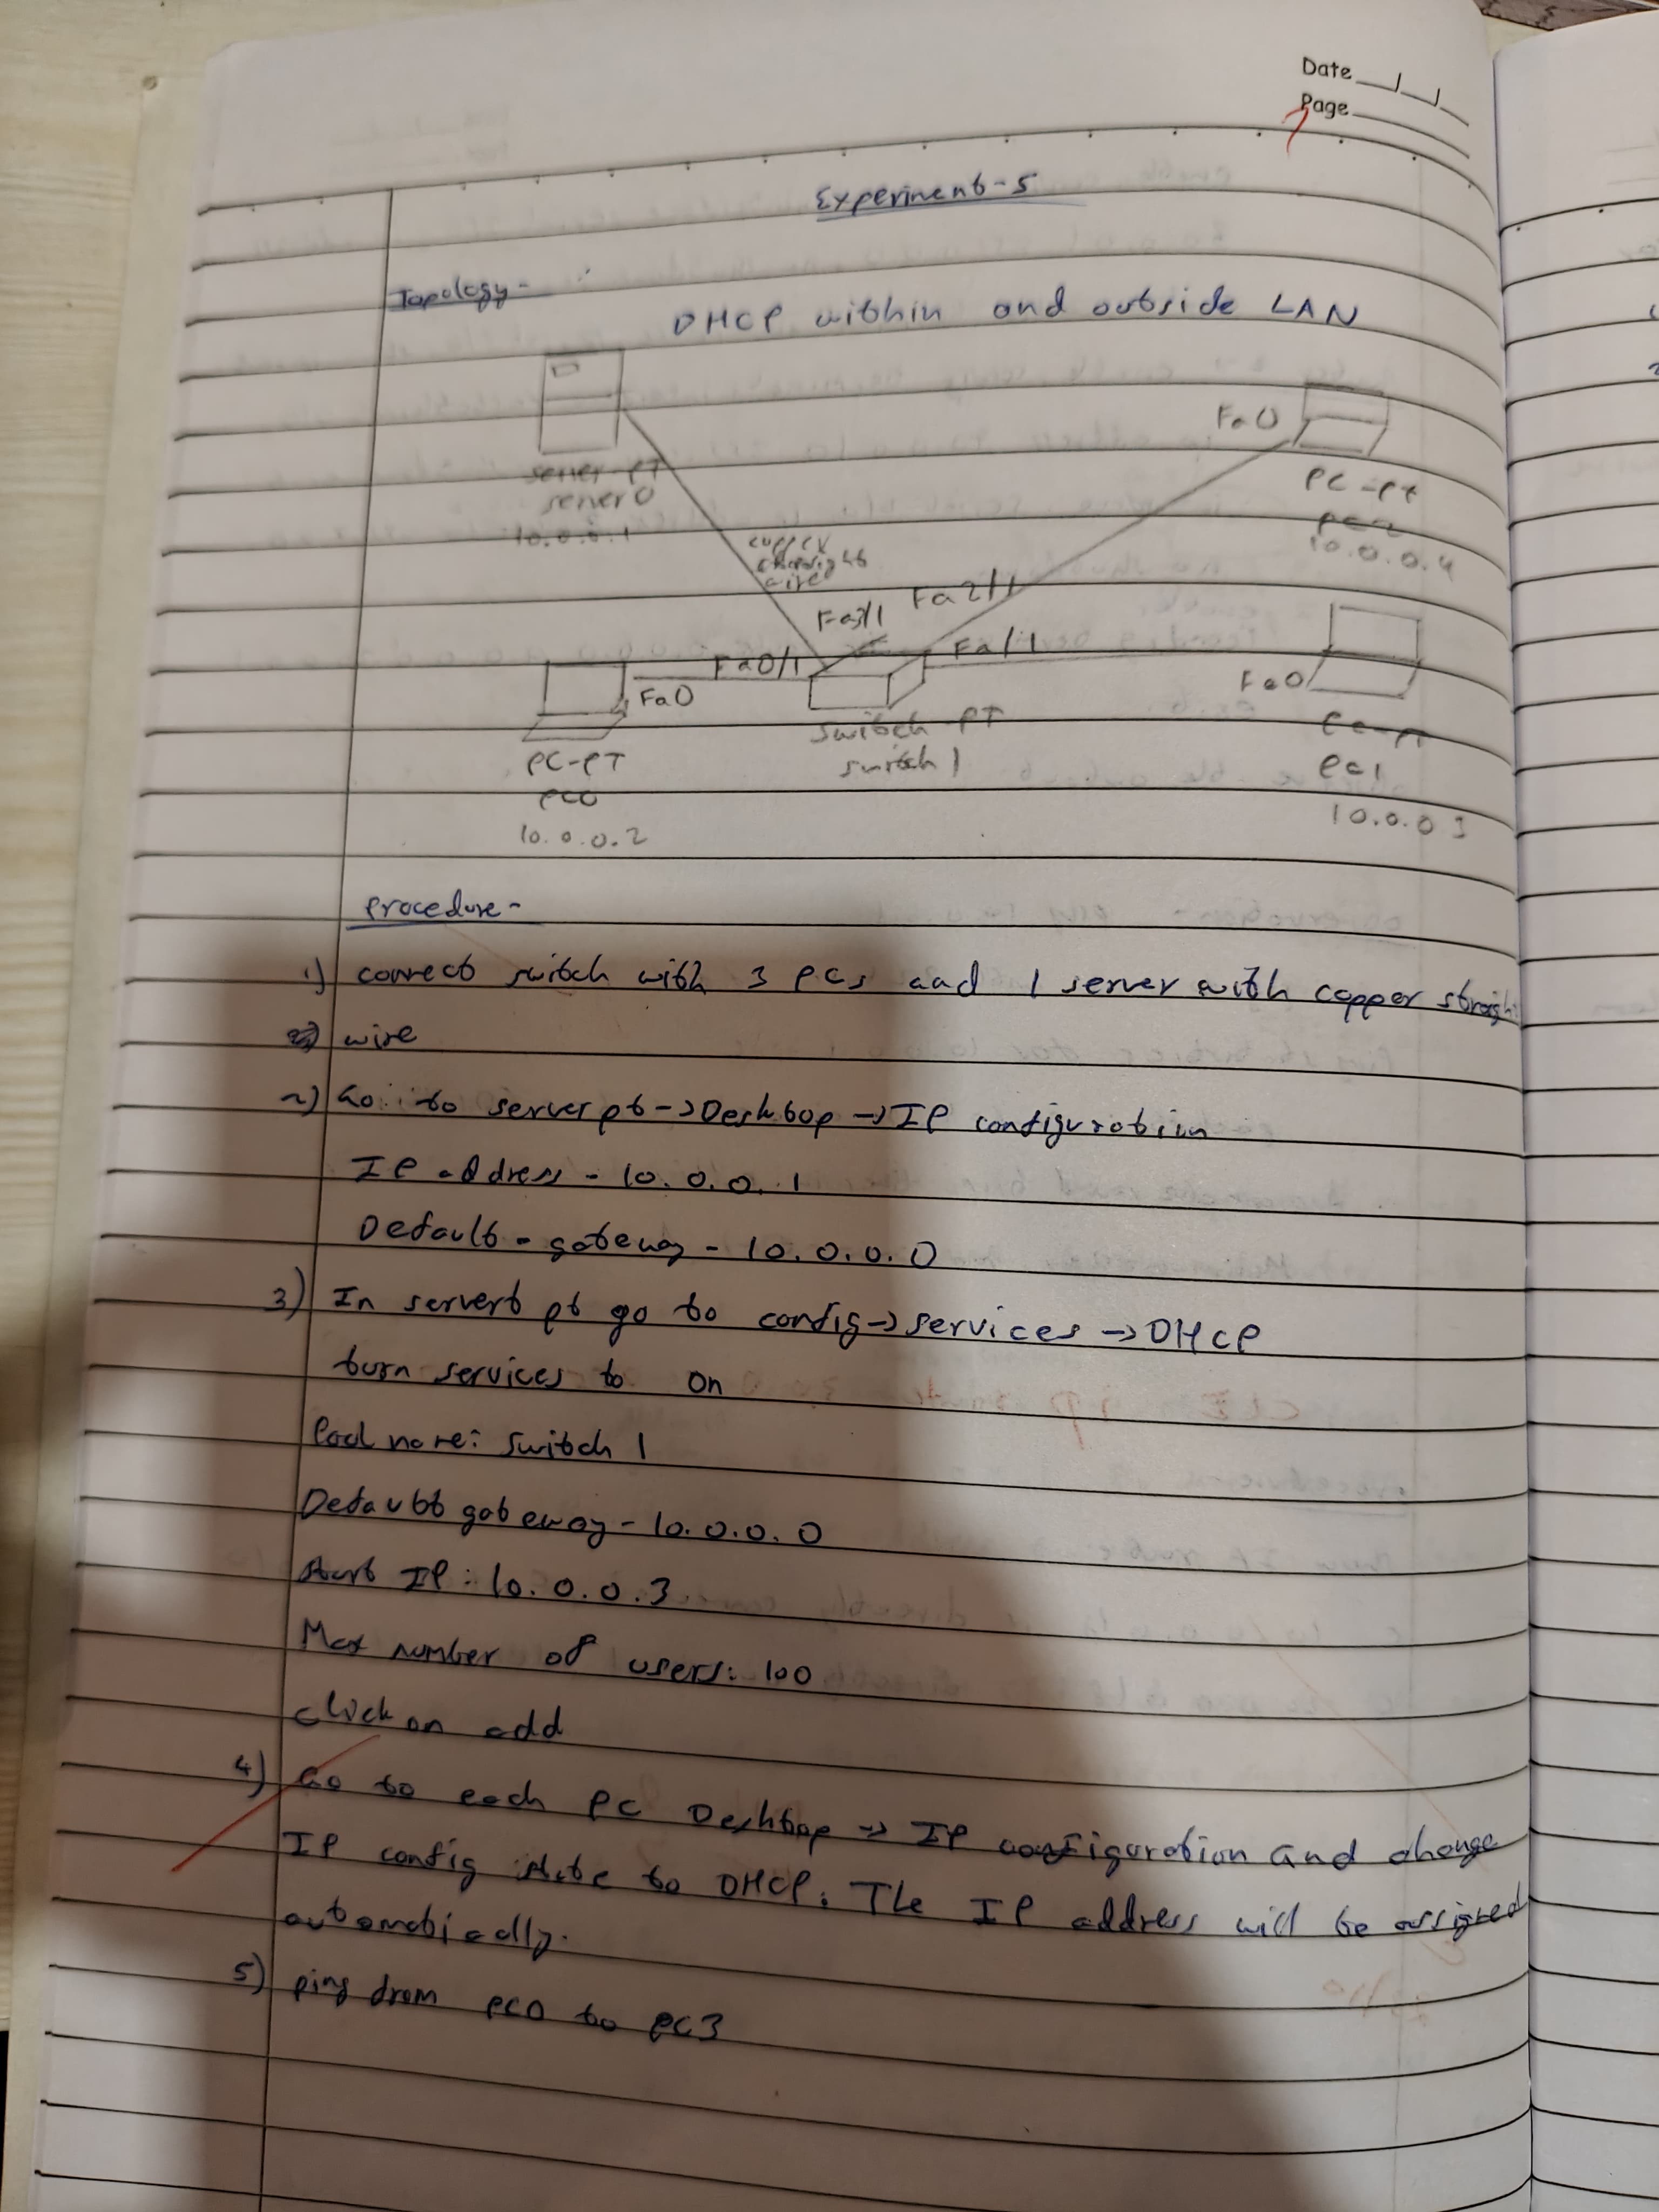 Date
Page
Experiment-5
Topology-
DHCP within and outside LAN
server-PT
server0
10.0.0.1
copper
straight
wire
Fa0
PC-Pt
PC2
10.0.0.4
Fa3/1
Fa2/1
Fa0/1
Fa/1
Fa0
Fa0
switch PT
switch 1
PC-PT
PC0
10.0.0.2
PC-PT
PC1
10.0.0 3
Procedure-
1) connect switch with 3 PCs and 1 server with copper straight
wire
2) Go to server pt -> Desktop -> IP configuration
IP address - 10.0.0.1
Default - gateway - 10.0.0.0
3) In servert pt go to config -> services -> DHCP
turn services to on
Pool name: Switch 1
Default gateway - 10.0.0.0
Start IP : 10.0.0.3
Max number of users: 100
click on add
4) Go to each PC Desktop -> IP configuration and change
IP config state to DHCP. The IP address will be assigned
automatically.
5) ping from PC0 to PC3